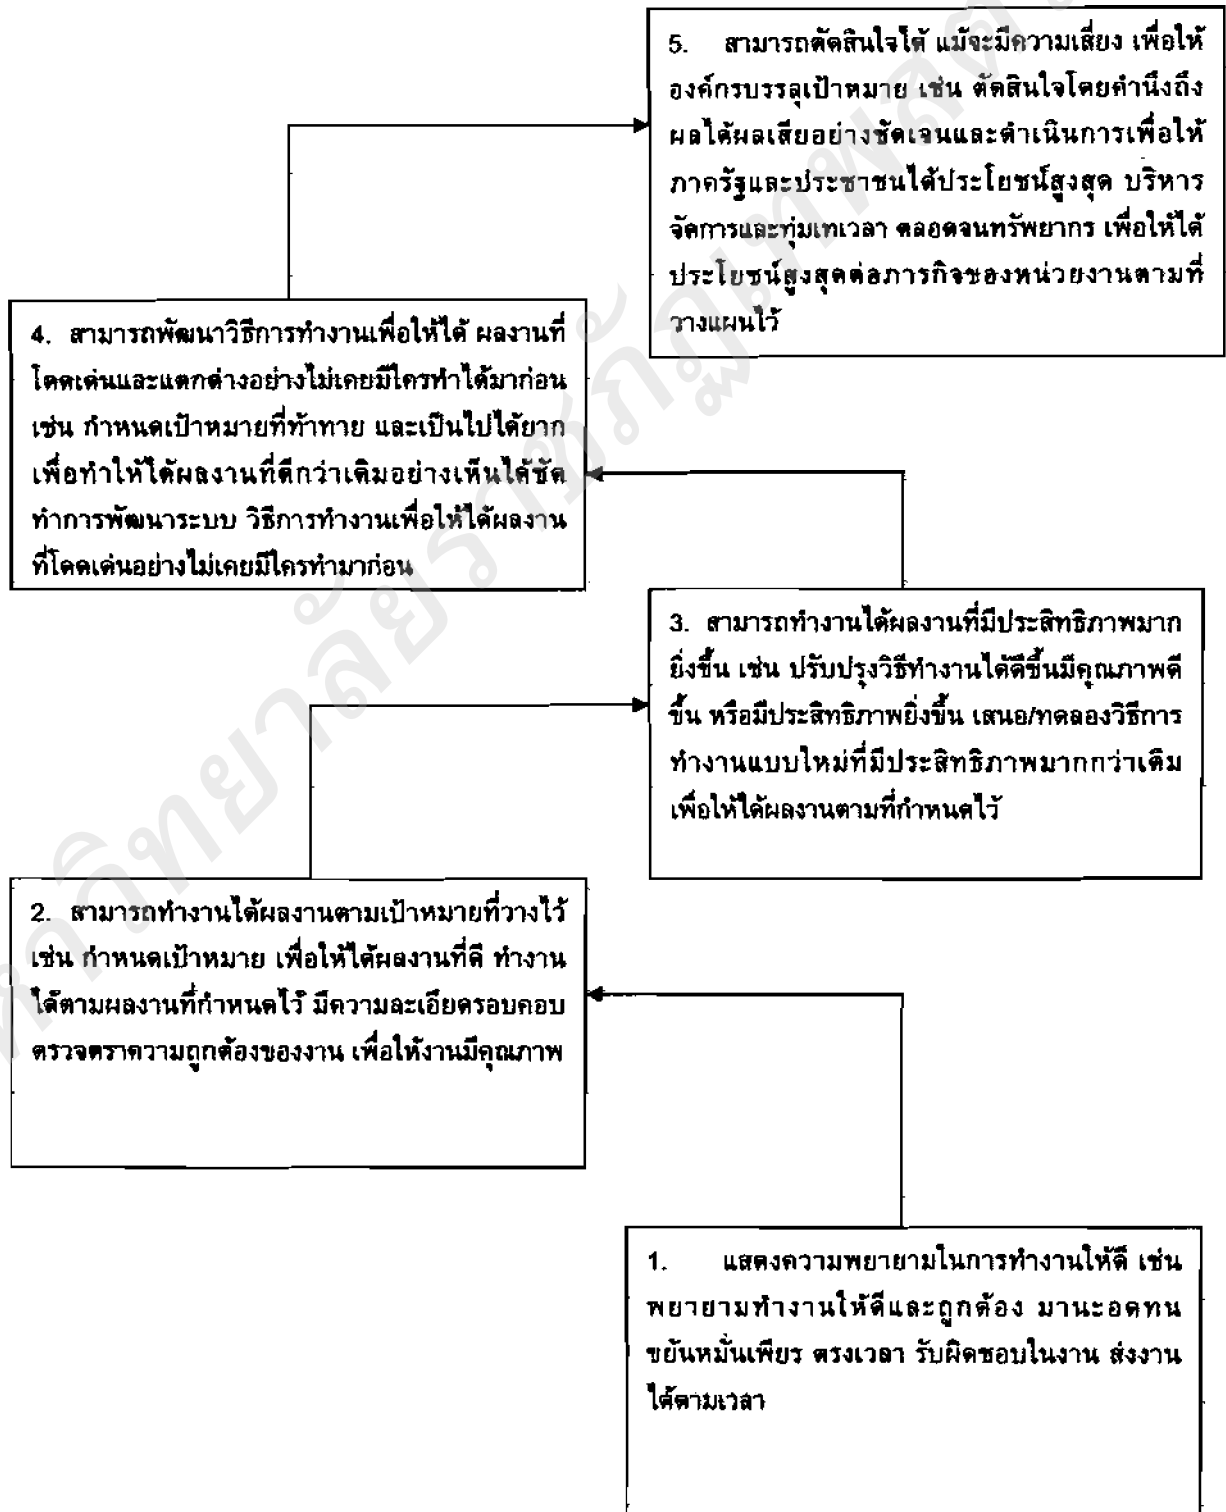 5. สามารถตัดสินใจได้ แม้จะมีความเสี่ยง เพื่อให้
องค์กรบรรลุเป้าหมาย เช่น ตัดสินใจโดยคำนึงถึง
ผลได้ผลเสียอย่างชัดเจนและดำเนินการเพื่อให้
ภาครัฐและประชาชนได้ประโยชน์สูงสุด บริหาร
จัดการและทุ่มเทเวลา ตลอดจนทรัพยากร เพื่อให้ได้
ประโยชน์สูงสุดต่อภารกิจของหน่วยงานตามที่
วางแผนไว้
4. สามารถพัฒนาวิธีการทำงานเพื่อให้ได้ ผลงานที่
โดดเด่นและแตกต่างอย่างไม่เคยมีใครทำได้มาก่อน
เช่น กำหนดเป้าหมายที่ท้าทาย และเป็นไปได้ยาก
เพื่อทำให้ได้ผลงานที่ดีกว่าเดิมอย่างเห็นได้ชัด
ทำการพัฒนาระบบ วิธีการทำงานเพื่อให้ได้ผลงาน
ที่โดดเด่นอย่างไม่เคยมีใครทำมาก่อน
3. สามารถทำงานได้ผลงานที่มีประสิทธิภาพมาก
ยิ่งขึ้น เช่น ปรับปรุงวิธีทำงานได้ดีขึ้นมีคุณภาพดี
ขึ้น หรือมีประสิทธิภาพยิ่งขึ้น เสนอ/ทดลองวิธีการ
ทำงานแบบใหม่ที่มีประสิทธิภาพมากกว่าเดิม
เพื่อให้ได้ผลงานตามที่กำหนดไว้
2. สามารถทำงานได้ผลงานตามเป้าหมายที่วางไว้
เช่น กำหนดเป้าหมาย เพื่อให้ได้ผลงานที่ดี ทำงาน
ได้ตามผลงานที่กำหนดไว้ มีความละเอียดรอบคอบ
ตรวจตราความถูกต้องของงาน เพื่อให้งานมีคุณภาพ
1. แสดงความพยายามในการทำงานให้ดี เช่น
พยายามทำงานให้ดีและถูกต้อง มานะอดทน
ขยันหมั่นเพียร ตรงเวลา รับผิดชอบในงาน ส่งงาน
ได้ตามเวลา